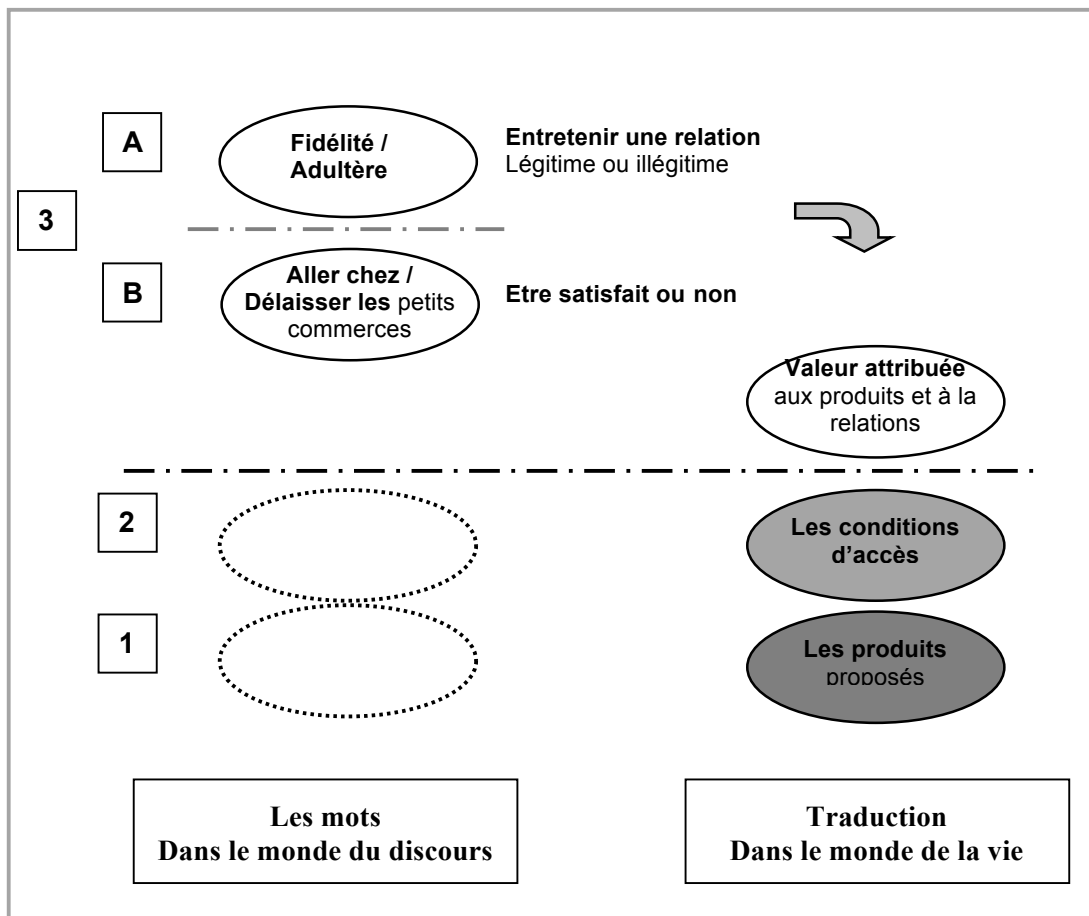 A
Fidélité /
Adultère
Entretenir une relation
Légitime ou illégitime
3
B
Aller chez /
Délaisser les petits
commerces
Etre satisfait ou non
Valeur attribuée
aux produits et à la
relations
2
Les conditions
d’accès
1
Les produits
proposés
Les mots
Dans le monde du discours
Traduction
Dans le monde de la vie